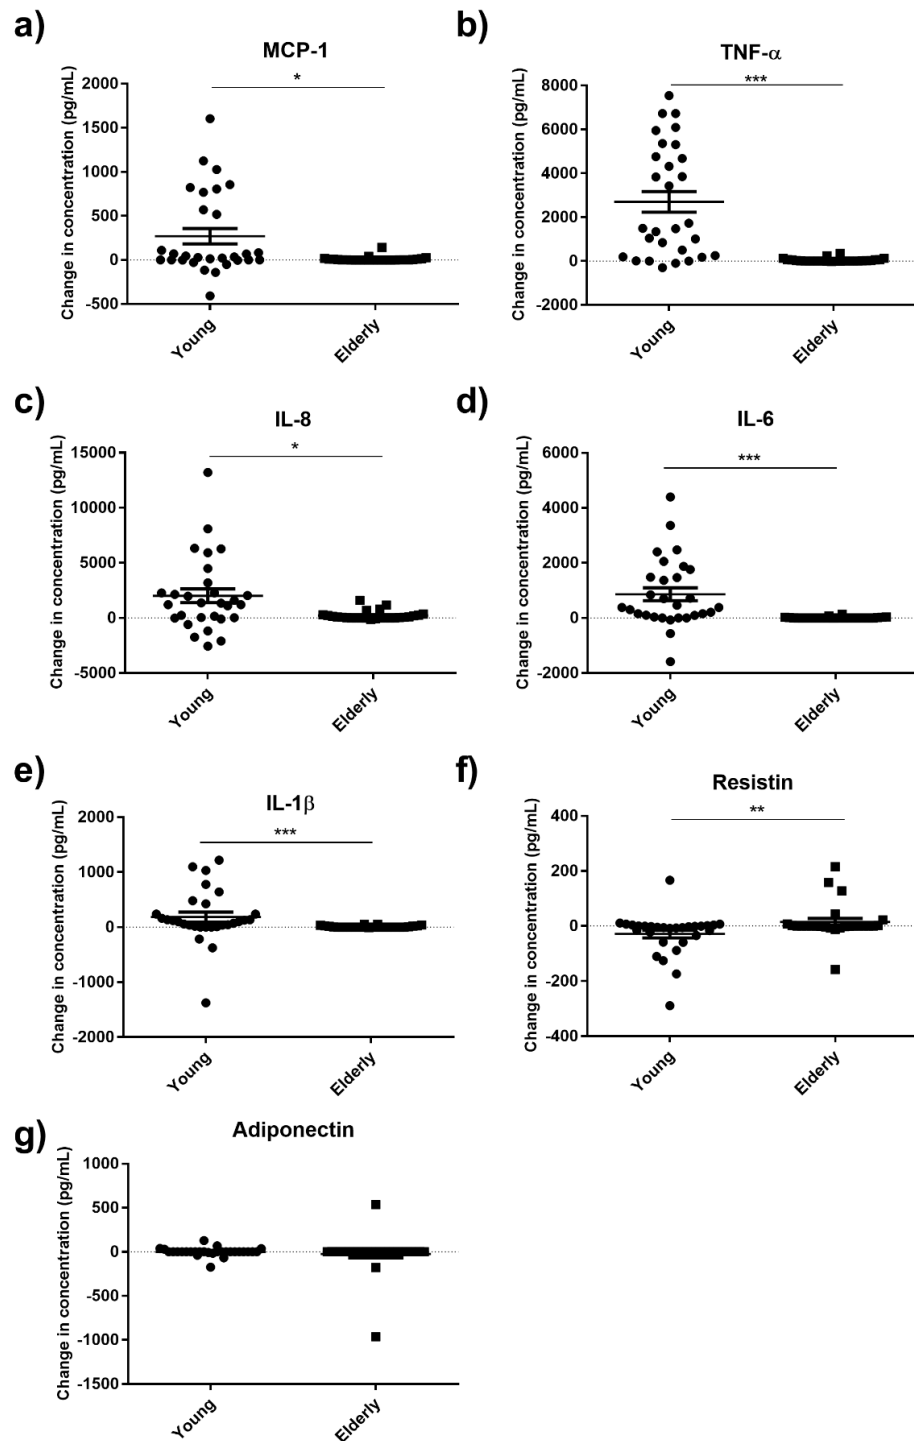 a)
MCP-1
Change in concentration (pg/mL)
2000
1500
1000
500
0
-500
*
Young
Elderly
b)
TNF-α
Change in concentration (pg/mL)
8000
6000
4000
2000
0
-2000
***
Young
Elderly
c)
IL-8
Change in concentration (pg/mL)
15000
10000
5000
0
-5000
*
Young
Elderly
d)
IL-6
Change in concentration (pg/mL)
6000
4000
2000
0
-2000
***
Young
Elderly
e)
IL-1β
Change in concentration (pg/mL)
2000
1000
0
-1000
-2000
***
Young
Elderly
f)
Resistin
Change in concentration (pg/mL)
400
200
0
-200
-400
**
Young
Elderly
g)
Adiponectin
Change in concentration (pg/mL)
1000
500
0
-500
-1000
-1500
Young
Elderly